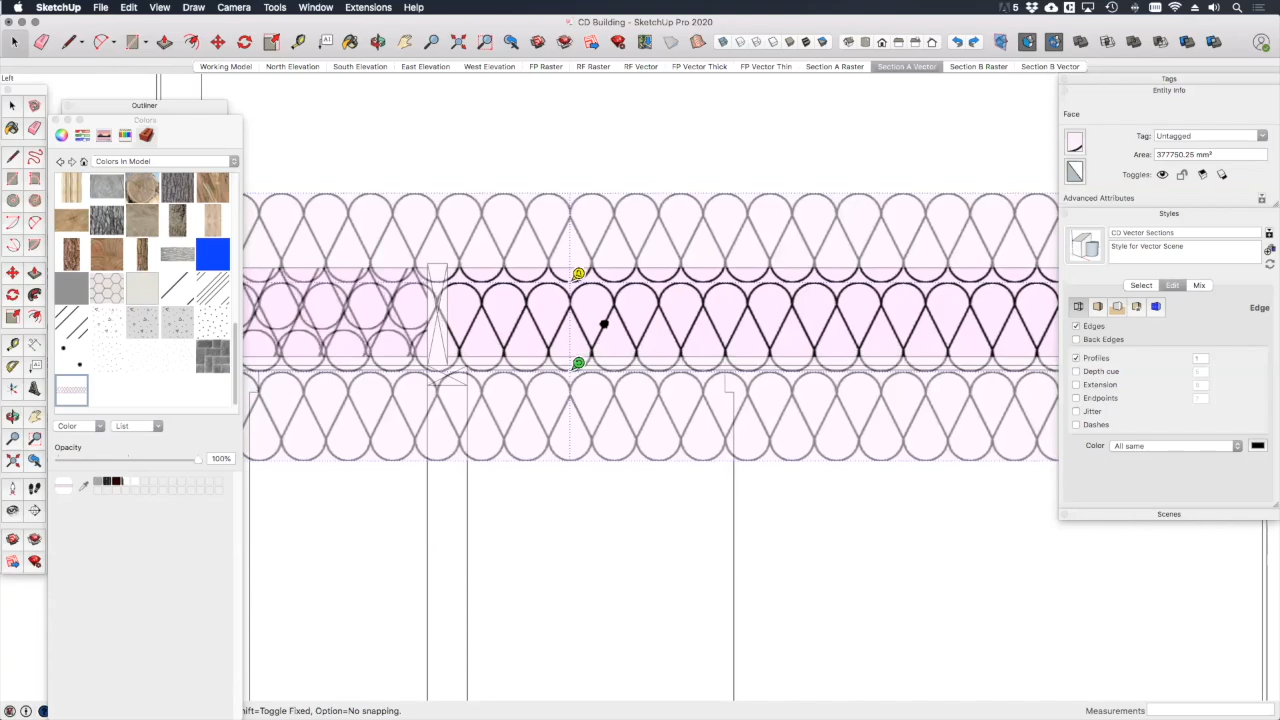 SketchUp File Edit View Draw Camera Tools Window Extensions Help
5
CD Building - SketchUp Pro 2020
Working Model North Elevation South Elevation East Elevation West Elevation FP Raster RF Raster RF Vector FP Vector Thick FP Vector Thin Section A Raster Section A Vector Section B Raster Section B Vector
Left
Outliner
Colors
Colors In Model
Color
List
Opacity
100%
Tags
Entity Info
Face
Tag: Untagged
Area: 377750.25 mm²
Toggles:
Advanced Attributes
Styles
CD Vector Sections
Style for Vector Scene
Select Edit Mix
Edge
Edges
Back Edges
Profiles
Depth cue
Extension
Endpoints
Jitter
Dashes
Color All same
Scenes
hift=Toggle Fixed, Option=No snapping.
Measurements